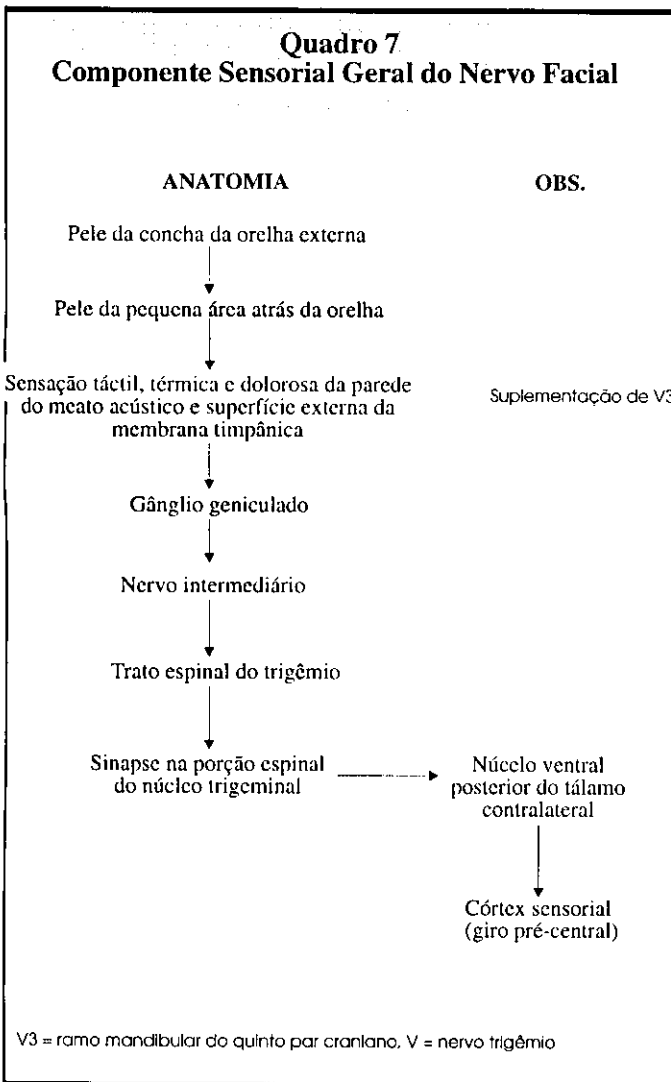 Quadro 7
Componente Sensorial Geral do Nervo Facial
ANATOMIA
OBS.
Pele da concha da orelha externa
Pele da pequena área atrás da orelha
Sensação táctil, térmica e dolorosa da parede
do meato acústico e superfície externa da
membrana timpânica
Suplementação de V3
Gânglio geniculado
Nervo intermediário
Trato espinal do trigêmio
Sinapse na porção espinal
do núcleo trigeminal
Núcelo ventral
posterior do tálamo
contralateral
Córtex sensorial
(giro pré-central)
V3 = ramo mandibular do quinto par craniano, V = nervo trigêmio